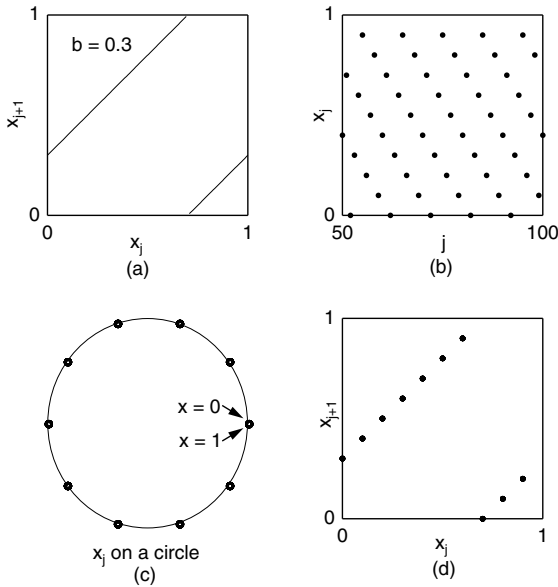 1
b = 0.3
x_{j+1}
0
0
1
x_j
(a)
1
x_j
0
50
100
j
(b)
x = 0
x = 1
x_j on a circle
(c)
1
x_{j+1}
0
0
1
x_j
(d)